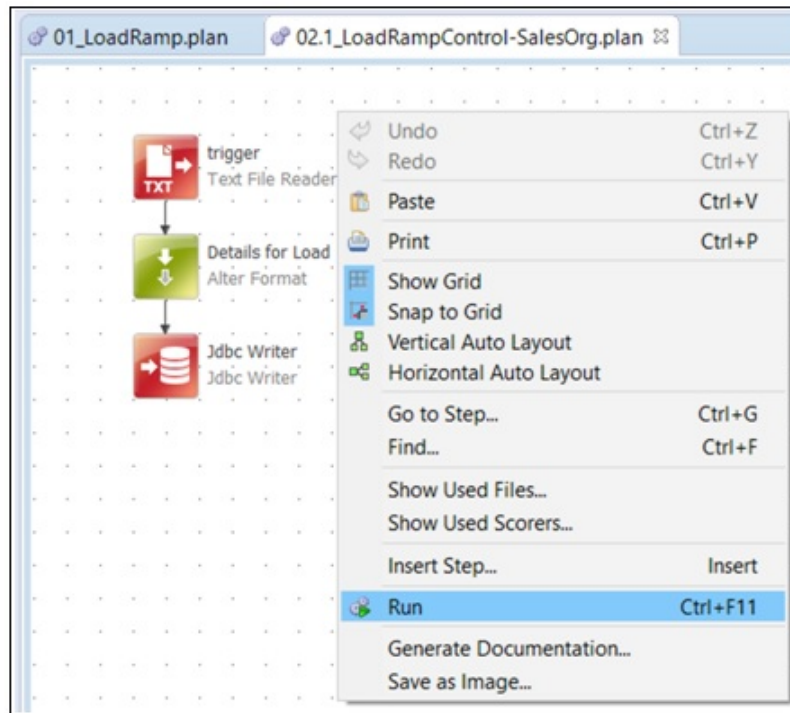 01_LoadRamp.plan 02.1_LoadRampControl-SalesOrg.plan
trigger
Text File Reader
TXT
Details for Load
Alter Format
Jdbc Writer
Jdbc Writer
Undo Ctrl+Z
Redo Ctrl+Y
Paste Ctrl+V
Print Ctrl+P
Show Grid
Snap to Grid
Vertical Auto Layout
Horizontal Auto Layout
Go to Step... Ctrl+G
Find... Ctrl+F
Show Used Files...
Show Used Scorers...
Insert Step... Insert
Run Ctrl+F11
Generate Documentation...
Save as Image...